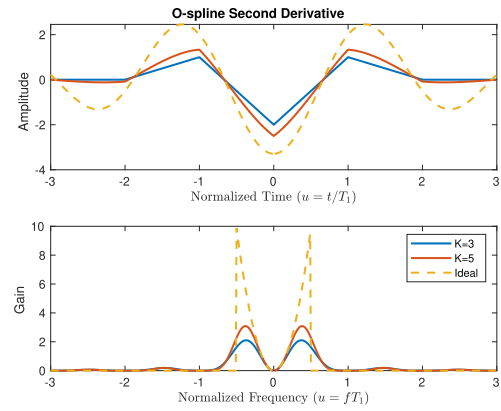 O-spline Second Derivative
Amplitude
2
0
-2
-4
-3 -2 -1 0 1 2 3
Normalized Time (u = t/T₁)
Gain
10
8
6
4
2
0
K=3
K=5
Ideal
-3 -2 -1 0 1 2 3
Normalized Frequency (u = fT₁)